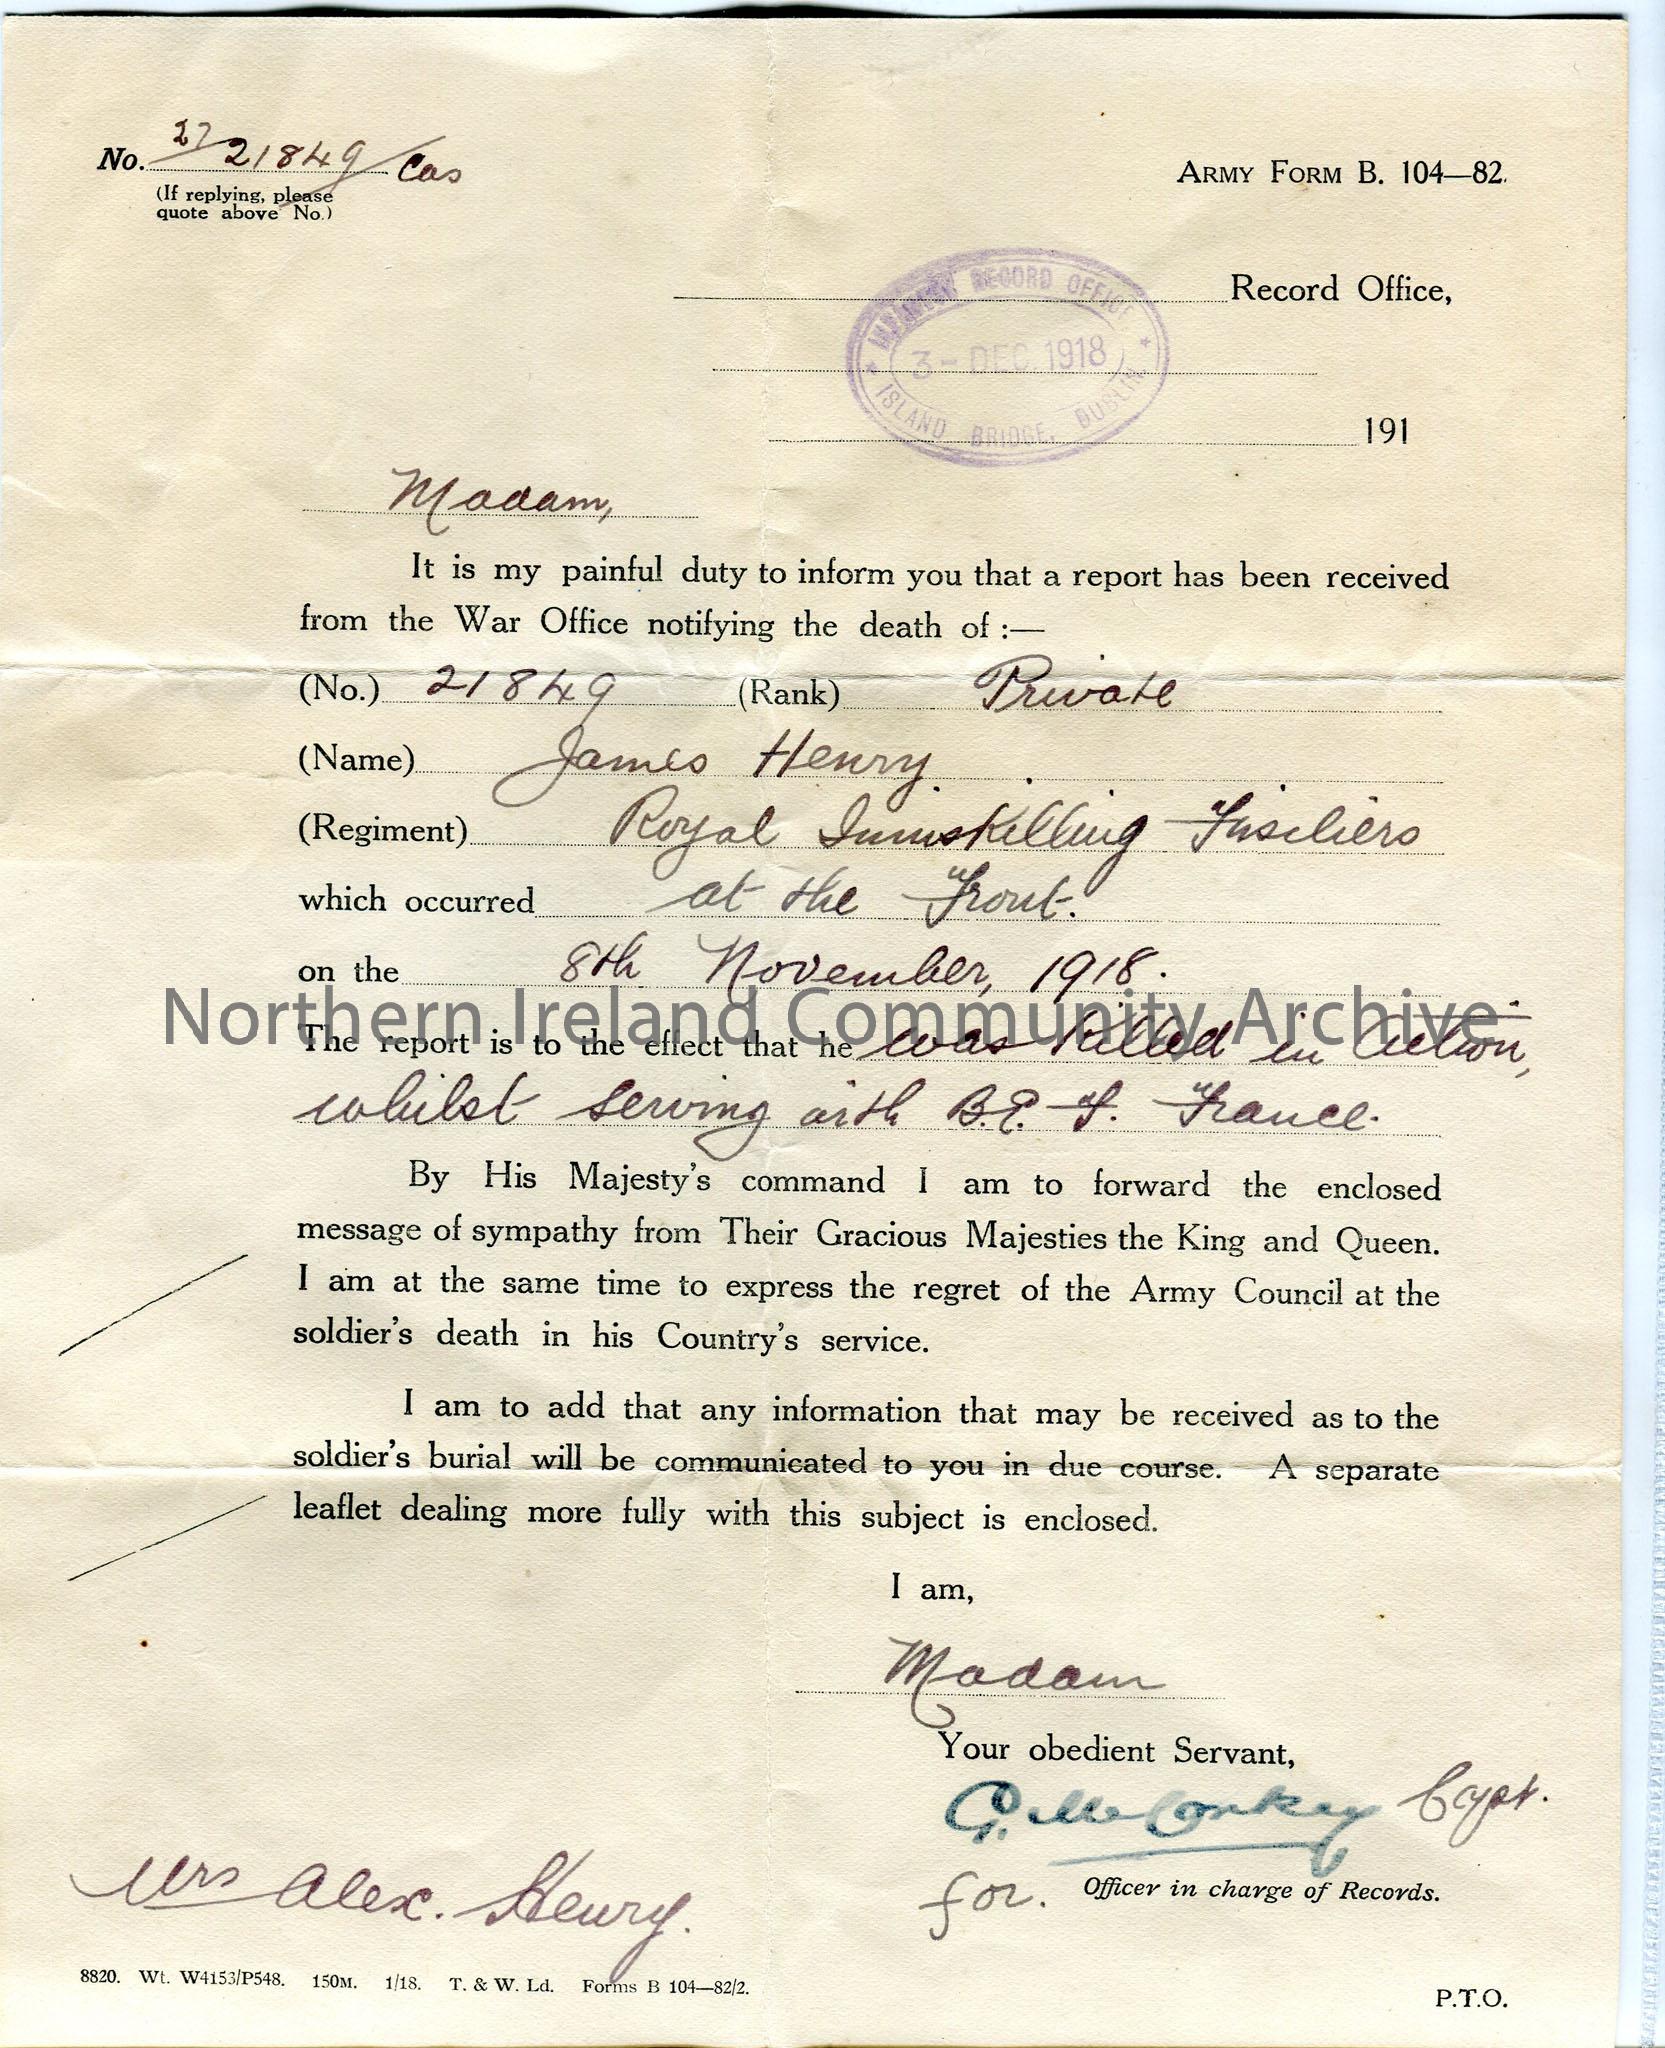 No. 27/21849/Cas
(If replying, please
quote above No.)
ARMY FORM B. 104—82.
Record Office,
INFANTRY RECORD OFFICE
3 - DEC. 1918
ISLAND BRIDGE, DUBLIN.
191
Madam,
It is my painful duty to inform you that a report has been received
from the War Office notifying the death of :—
(No.) 21849 (Rank) Private
(Name) James Henry.
(Regiment) Royal Inniskilling Fusiliers
which occurred at the Front.
on the 8th November, 1918.
Northern Ireland Community Archive
The report is to the effect that he was killed in Action,
whilst serving with B.E.F. France.
By His Majesty's command I am to forward the enclosed
message of sympathy from Their Gracious Majesties the King and Queen.
I am at the same time to express the regret of the Army Council at the
soldier's death in his Country's service.
I am to add that any information that may be received as to the
soldier's burial will be communicated to you in due course. A separate
leaflet dealing more fully with this subject is enclosed.
I am,
Madam
Your obedient Servant,
G. McConkey Capt.
for. Officer in charge of Records.
Mrs Alex. Henry.
8820. Wt. W4153/P548. 150M. 1/18. T. & W. Ld. Forms B 104—82/2.
P.T.O.